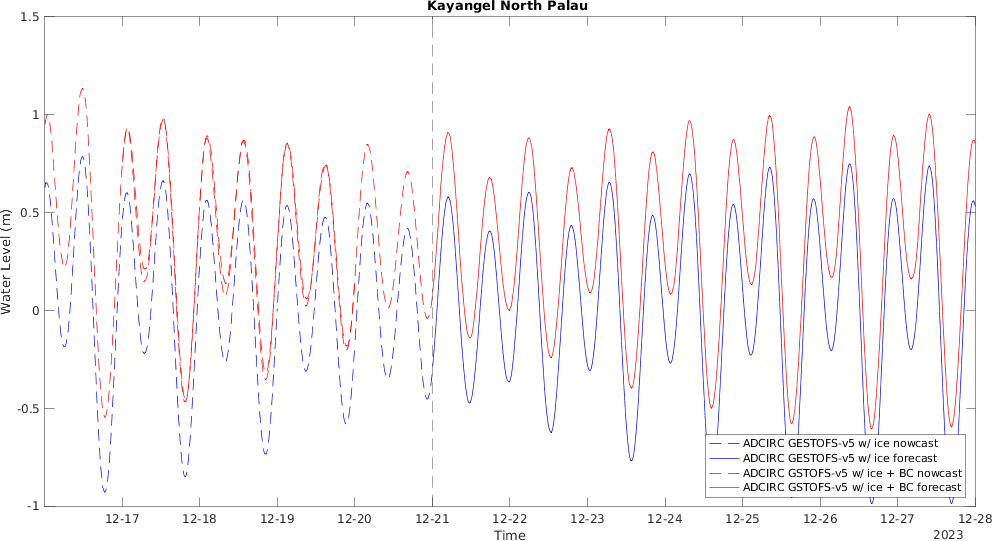 Kayangel North Palau
1.5
1
0.5
0
-0.5
-1
Water Level (m)
12-17
12-18
12-19
12-20
12-21
12-22
12-23
12-24
12-25
12-26
12-27
12-28
Time
2023
ADCIRC GESTOFS-v5 w/ ice nowcast
ADCIRC GESTOFS-v5 w/ ice forecast
ADCIRC GSTOFS-v5 w/ ice + BC nowcast
ADCIRC GSTOFS-v5 w/ ice + BC forecast